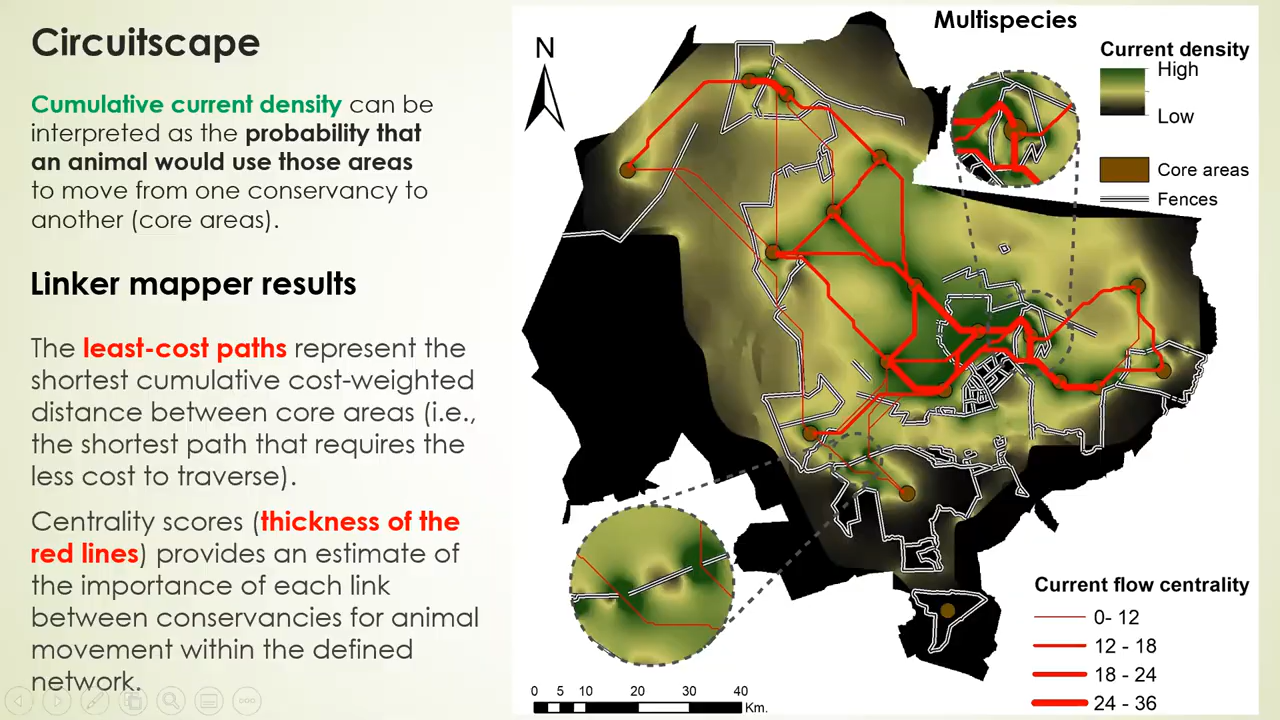 Circuitscape
Cumulative current density can be
interpreted as the probability that
an animal would use those areas
to move from one conservancy to
another (core areas).
Linker mapper results
The least-cost paths represent the
shortest cumulative cost-weighted
distance between core areas (i.e.,
the shortest path that requires the
less cost to traverse).
Centrality scores (thickness of the
red lines) provides an estimate of
the importance of each link
between conservancies for animal
movement within the defined
network.
N
Multispecies
Current density
High
Low
Core areas
Fences
Current flow centrality
0- 12
12 - 18
18 - 24
24 - 36
0 5 10 20 30 40
Km.